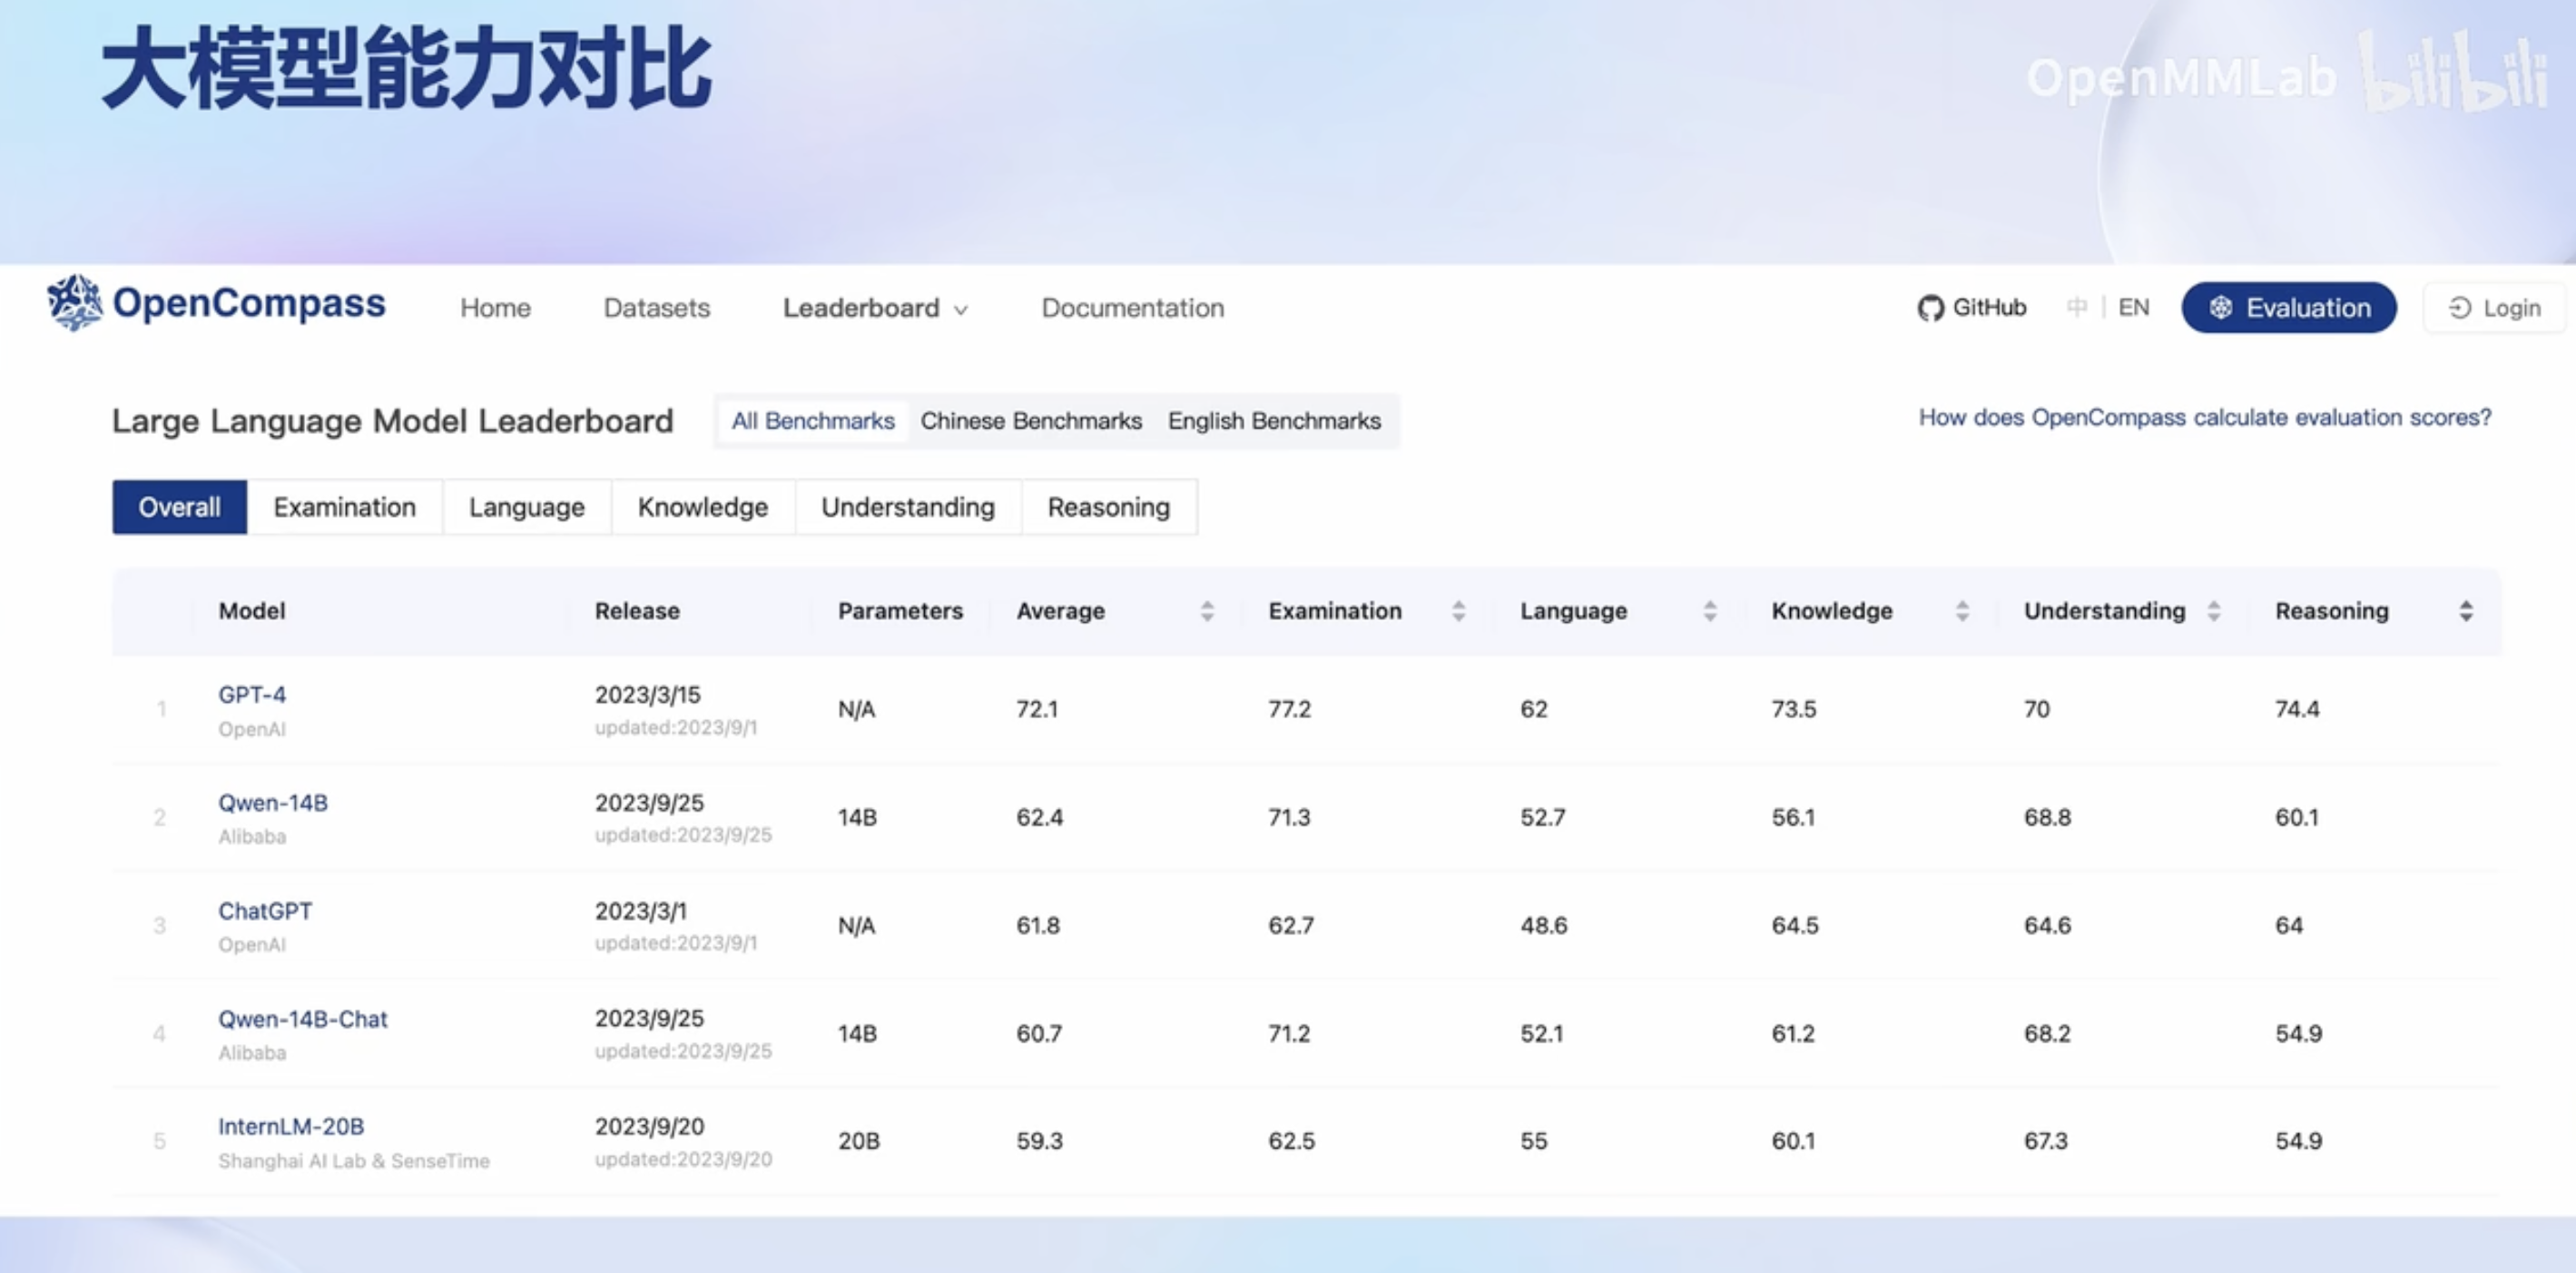 大模型能力对比
OpenMMLab bilibili
OpenCompass Home Datasets Leaderboard Documentation GitHub 中 | EN Evaluation Login
Large Language Model Leaderboard All Benchmarks Chinese Benchmarks English Benchmarks How does OpenCompass calculate evaluation scores?
Overall Examination Language Knowledge Understanding Reasoning
Model Release Parameters Average Examination Language Knowledge Understanding Reasoning
1 GPT-4 2023/3/15 N/A 72.1 77.2 62 73.5 70 74.4
OpenAI updated:2023/9/1
2 Qwen-14B 2023/9/25 14B 62.4 71.3 52.7 56.1 68.8 60.1
Alibaba updated:2023/9/25
3 ChatGPT 2023/3/1 N/A 61.8 62.7 48.6 64.5 64.6 64
OpenAI updated:2023/9/1
4 Qwen-14B-Chat 2023/9/25 14B 60.7 71.2 52.1 61.2 68.2 54.9
Alibaba updated:2023/9/25
5 InternLM-20B 2023/9/20 20B 59.3 62.5 55 60.1 67.3 54.9
Shanghai AI Lab & SenseTime updated:2023/9/20